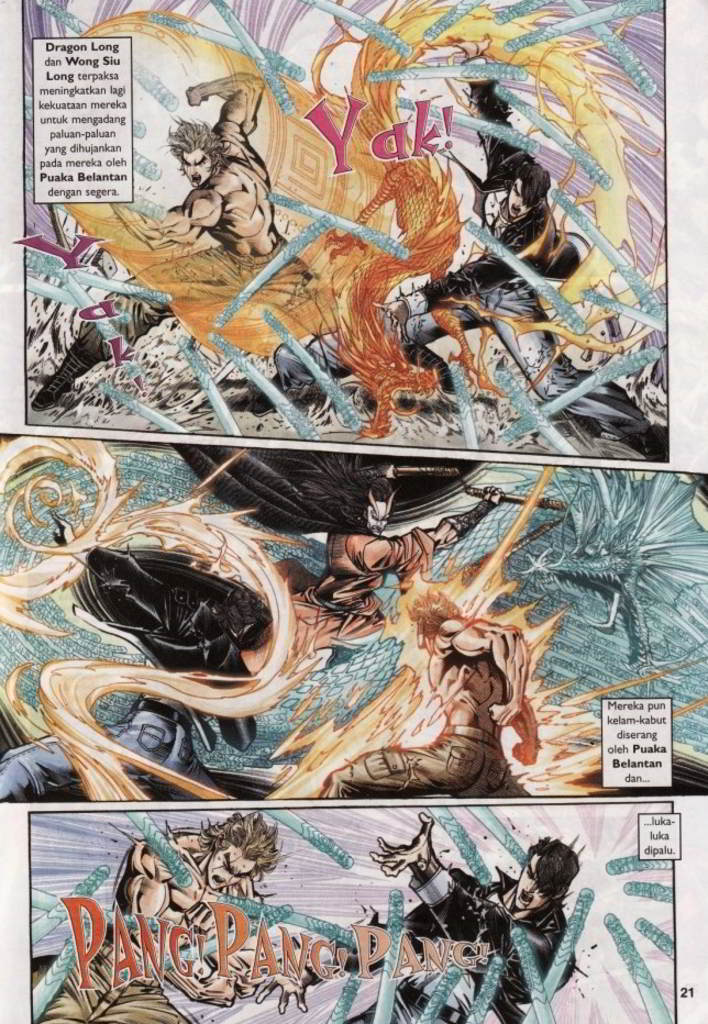 Dragon Long
dan Wong Siu
Long terpaksa
meningkatkan lagi
kekuataan mereka
untuk mengadang
paluan-paluan
yang dihujankan
pada mereka oleh
Puaka Belantan
dengan segera.
Yak!
Yak!
Mereka pun
kelam-kabut
diserang
oleh Puaka
Belantan
dan...
...luka-
luka
dipalu.
PANG! PANG! PANG!
21